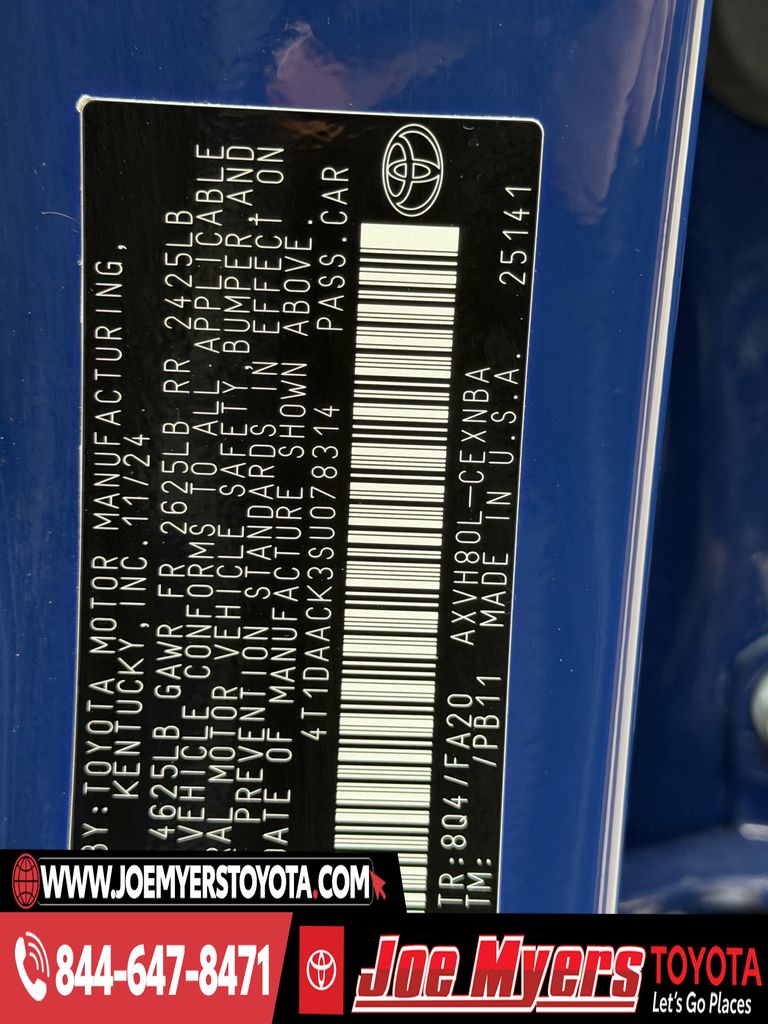 BY:TOYOTA MOTOR MANUFACTURING,
KENTUCKY, INC. 11/24
4625LB GAWR FR 2625LB RR 2425LB
VEHICLE CONFORMS TO ALL APPLICABLE
MOTOR VEHICLE SAFETY, BUMPER, AND
PREVENTION STANDARDS IN EFFECT ON
DATE OF MANUFACTURE SHOWN ABOVE.
4T1DAACK3SU078314 PASS.CAR
TR:8Q4/FA20 AXVH80L-CEXNBA
TM: /PB11 MADE IN U.S.A. 25141
WWW.JOEMYERSTOYOTA.COM
844-647-8471
Joe Myers TOYOTA
Let's Go Places